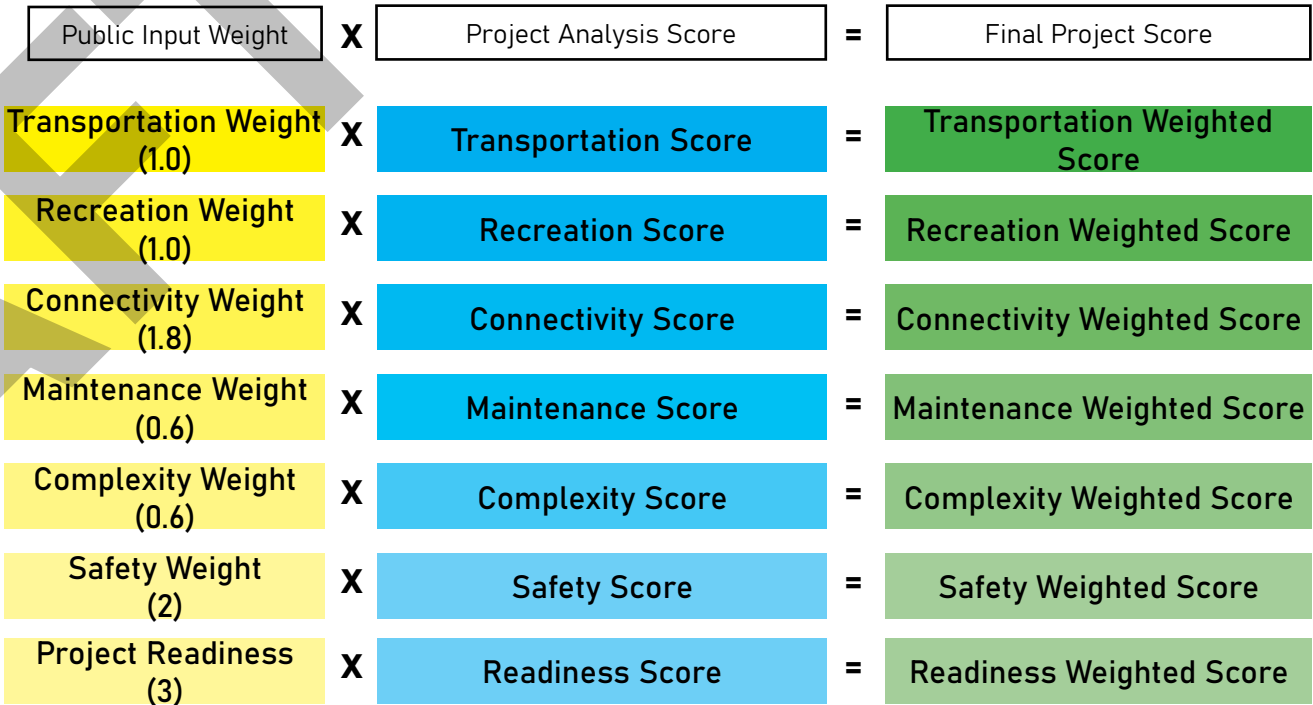 Public Input Weight X Project Analysis Score = Final Project Score
Transportation Weight
(1.0)
X
Transportation Score
=
Transportation Weighted
Score
Recreation Weight
(1.0)
X
Recreation Score
=
Recreation Weighted Score
Connectivity Weight
(1.8)
X
Connectivity Score
=
Connectivity Weighted Score
Maintenance Weight
(0.6)
X
Maintenance Score
=
Maintenance Weighted Score
Complexity Weight
(0.6)
X
Complexity Score
=
Complexity Weighted Score
Safety Weight
(2)
X
Safety Score
=
Safety Weighted Score
Project Readiness
(3)
X
Readiness Score
=
Readiness Weighted Score